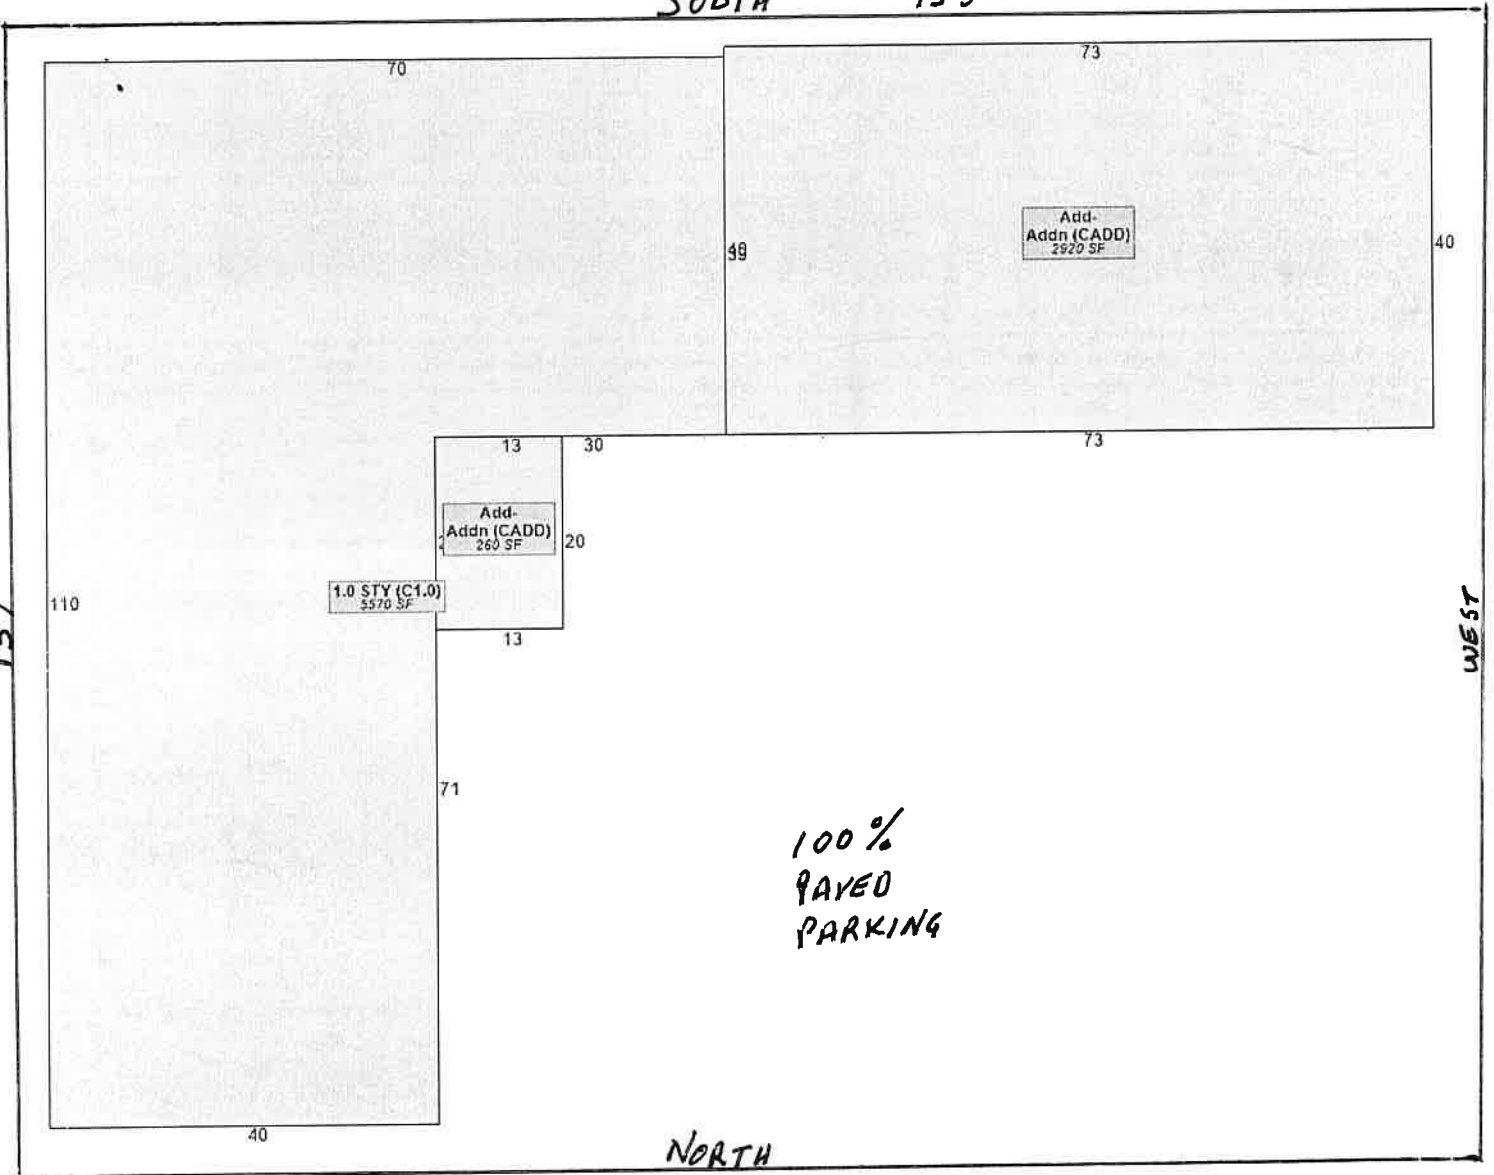 SOUTH
70
73
Add-
Addn (CADD)
2920 SF
40
13
30
73
Add-
Addn (CADD)
260 SF
20
1.0 STY (C1.0)
5570 SF
110
13
WEST
71
100 %
PAVED
PARKING
40
NORTH